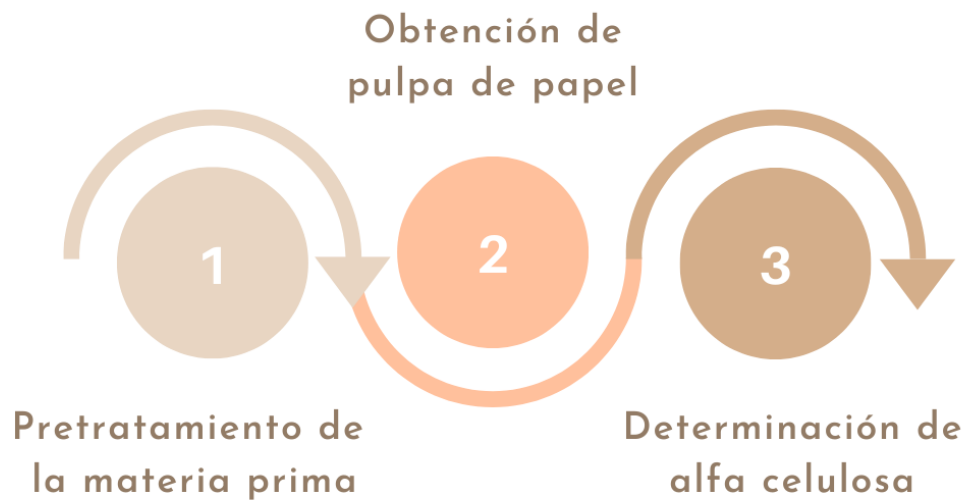 1
Pretratamiento de
la materia prima
Obtención de
pulpa de papel
2
3
Determinación de
alfa celulosa